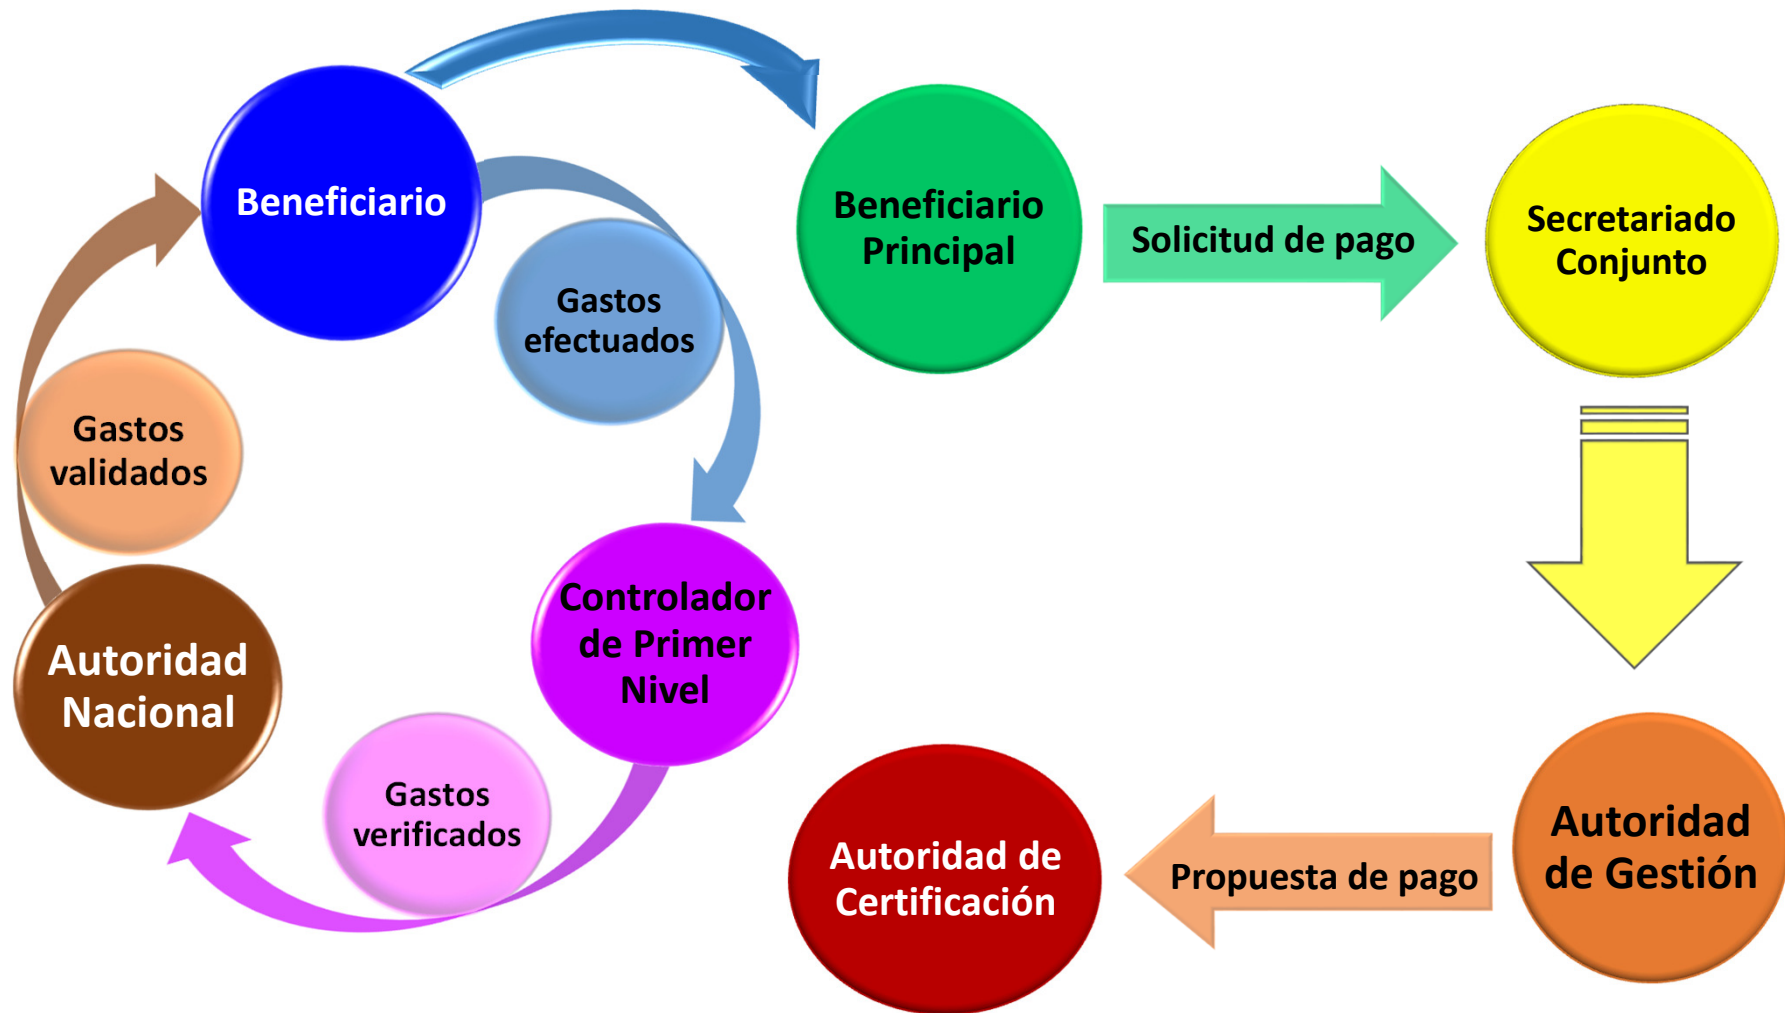 Beneficiario
Gastos
efectuados
Controlador
de Primer
Nivel
Gastos
verificados
Autoridad
Nacional
Gastos
validados
Beneficiario
Principal
Solicitud de pago
Secretariado
Conjunto
Autoridad
de Gestión
Propuesta de pago
Autoridad de
Certificación